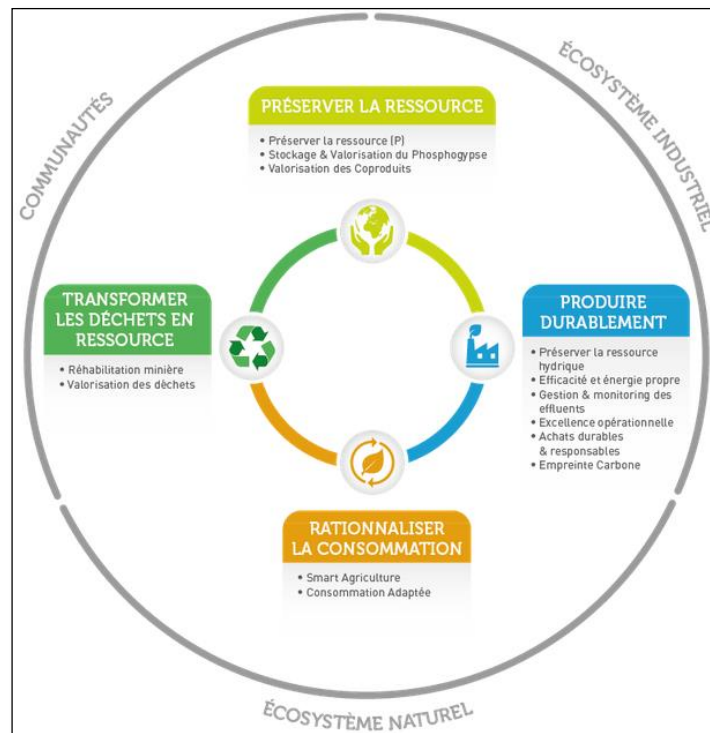 COMMUNAUTÉS
ÉCOSYSTÈME INDUSTRIEL
PRÉSERVER LA RESSOURCE
• Préserver la ressource (P)
• Stockage & Valorisation du Phosphogypse
• Valorisation des Coproduits
TRANSFORMER
LES DÉCHETS EN
RESSOURCE
• Réhabilitation minière
• Valorisation des déchets
PRODUIRE
DURABLEMENT
• Préserver la ressource
hydrique
• Efficacité et énergie propre
• Gestion & monitoring des
effluents
• Excellence opérationnelle
• Achats durables
& responsables
• Empreinte Carbone
RATIONNALISER
LA CONSOMMATION
• Smart Agriculture
• Consommation Adaptée
ÉCOSYSTÈME NATUREL